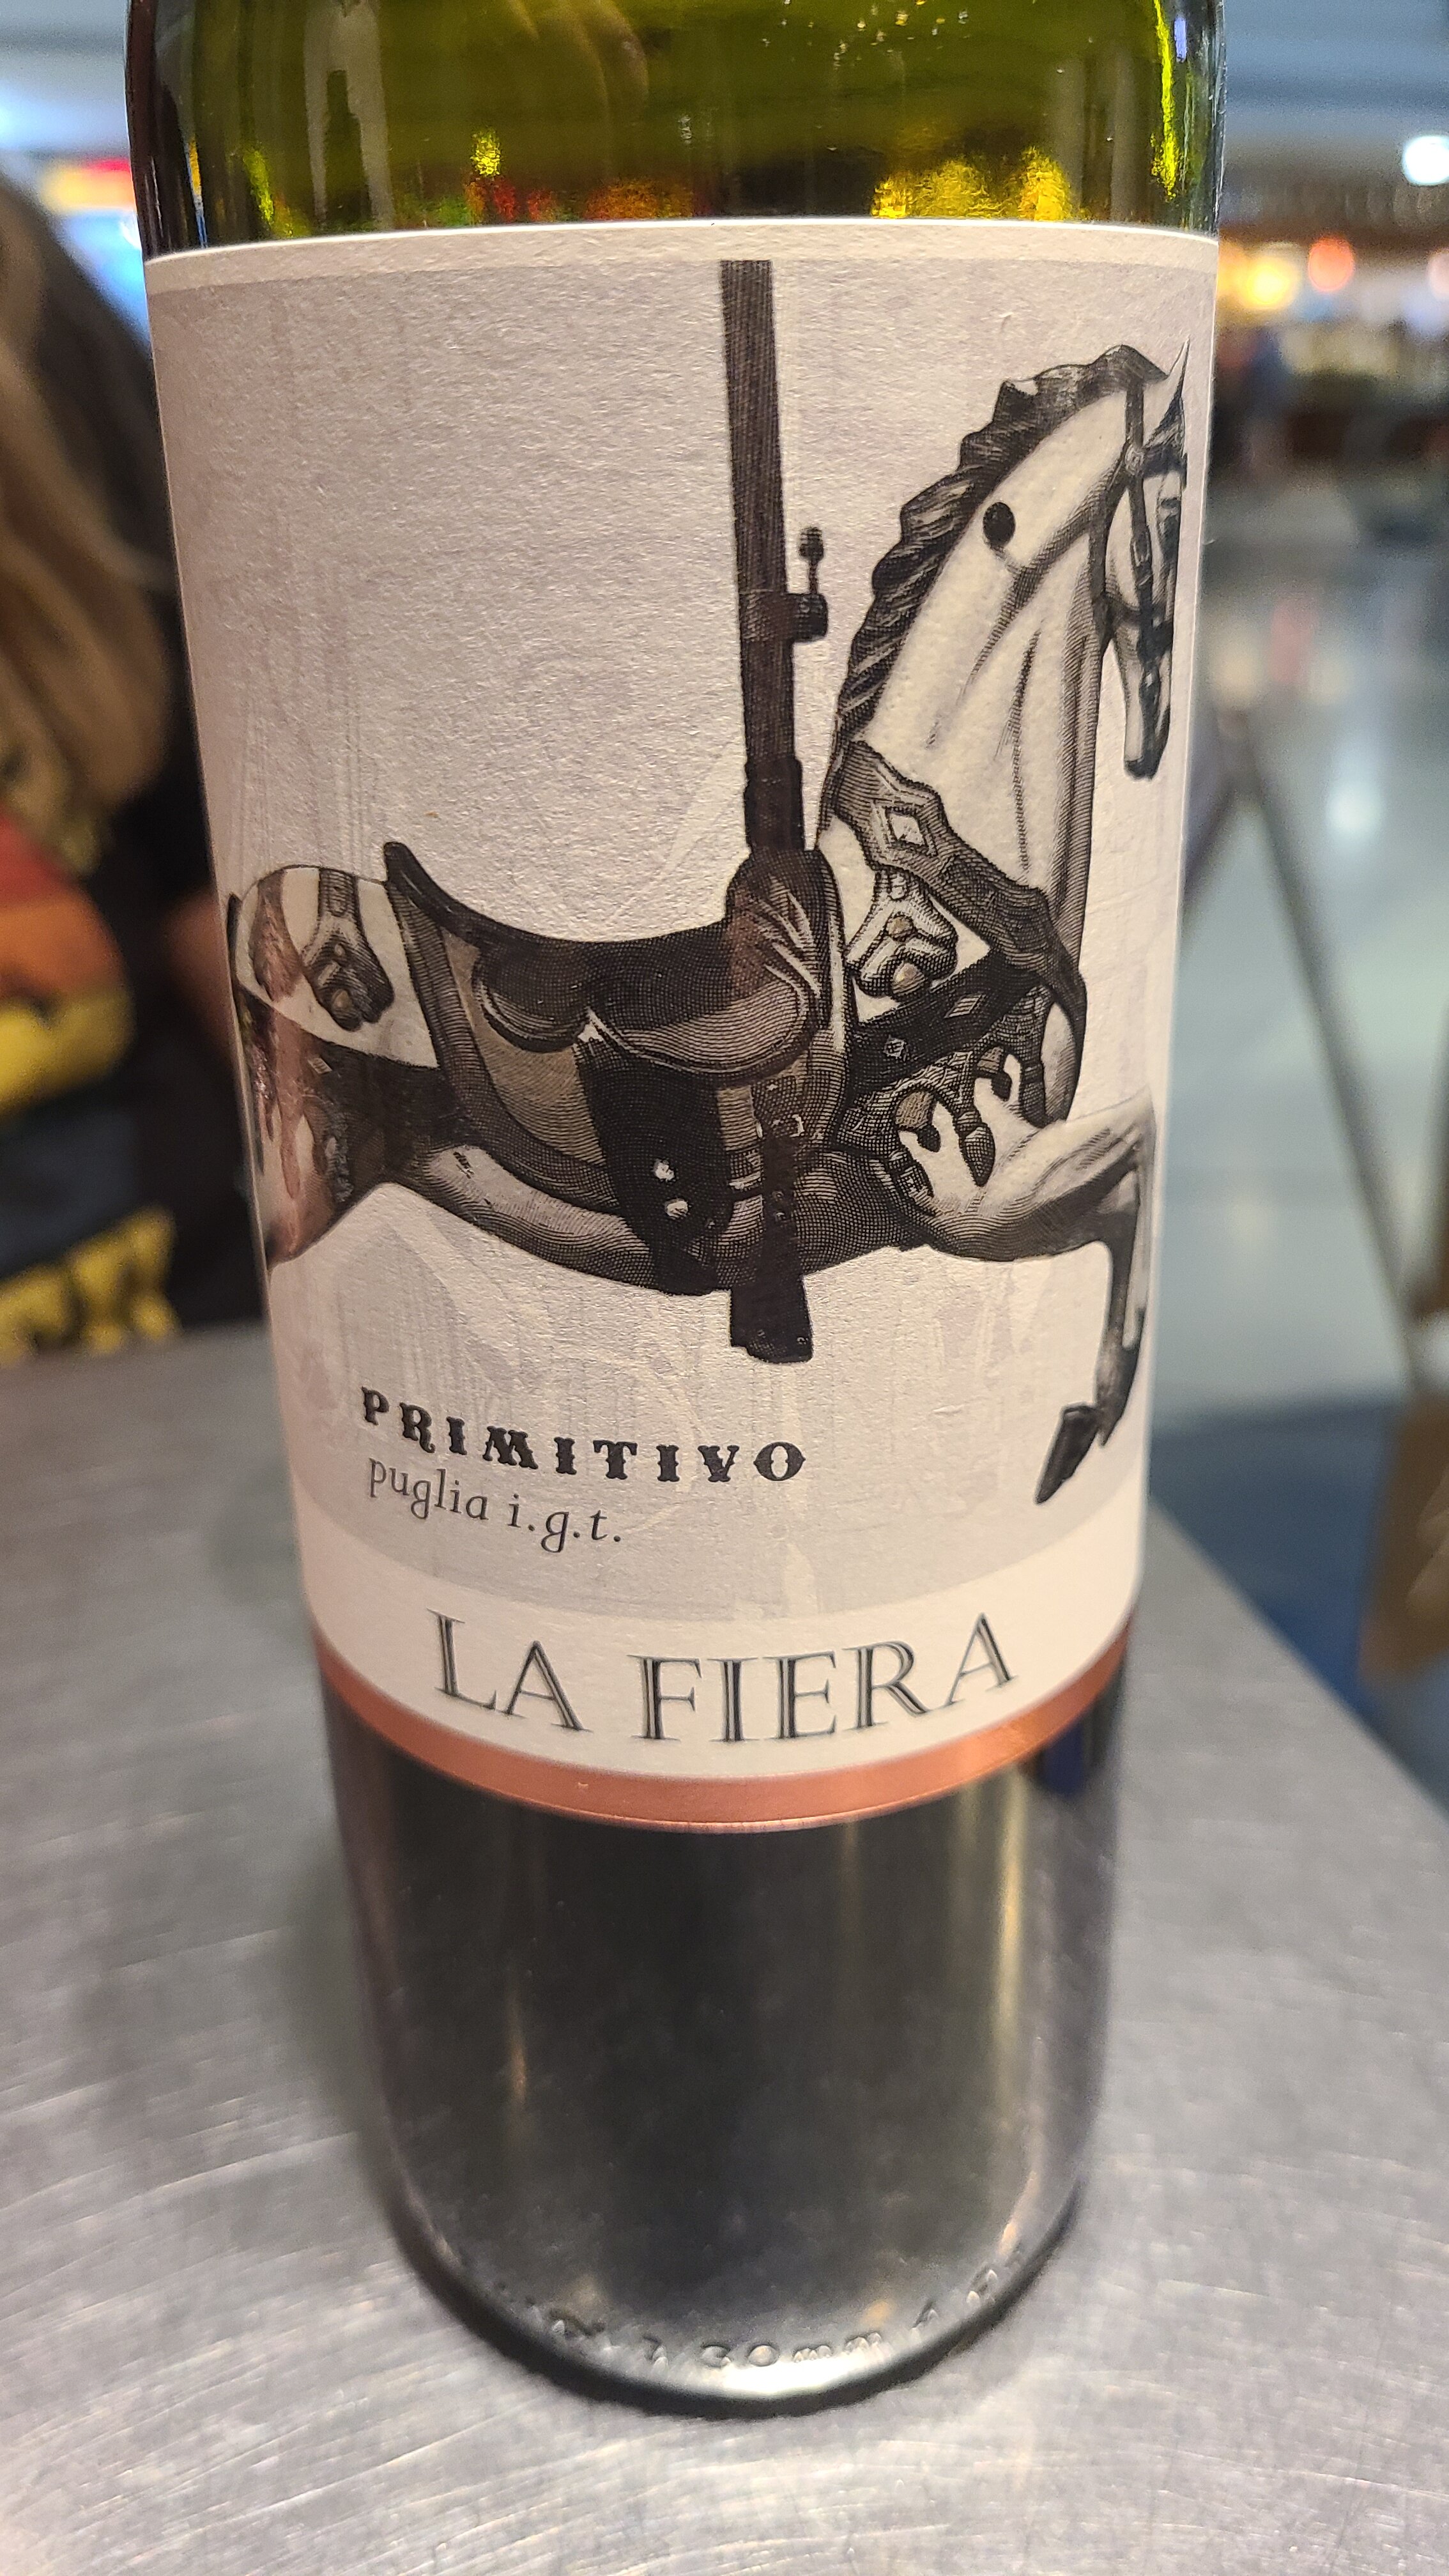 PRIMITIVO
puglia i.g.t.
LA FIERA